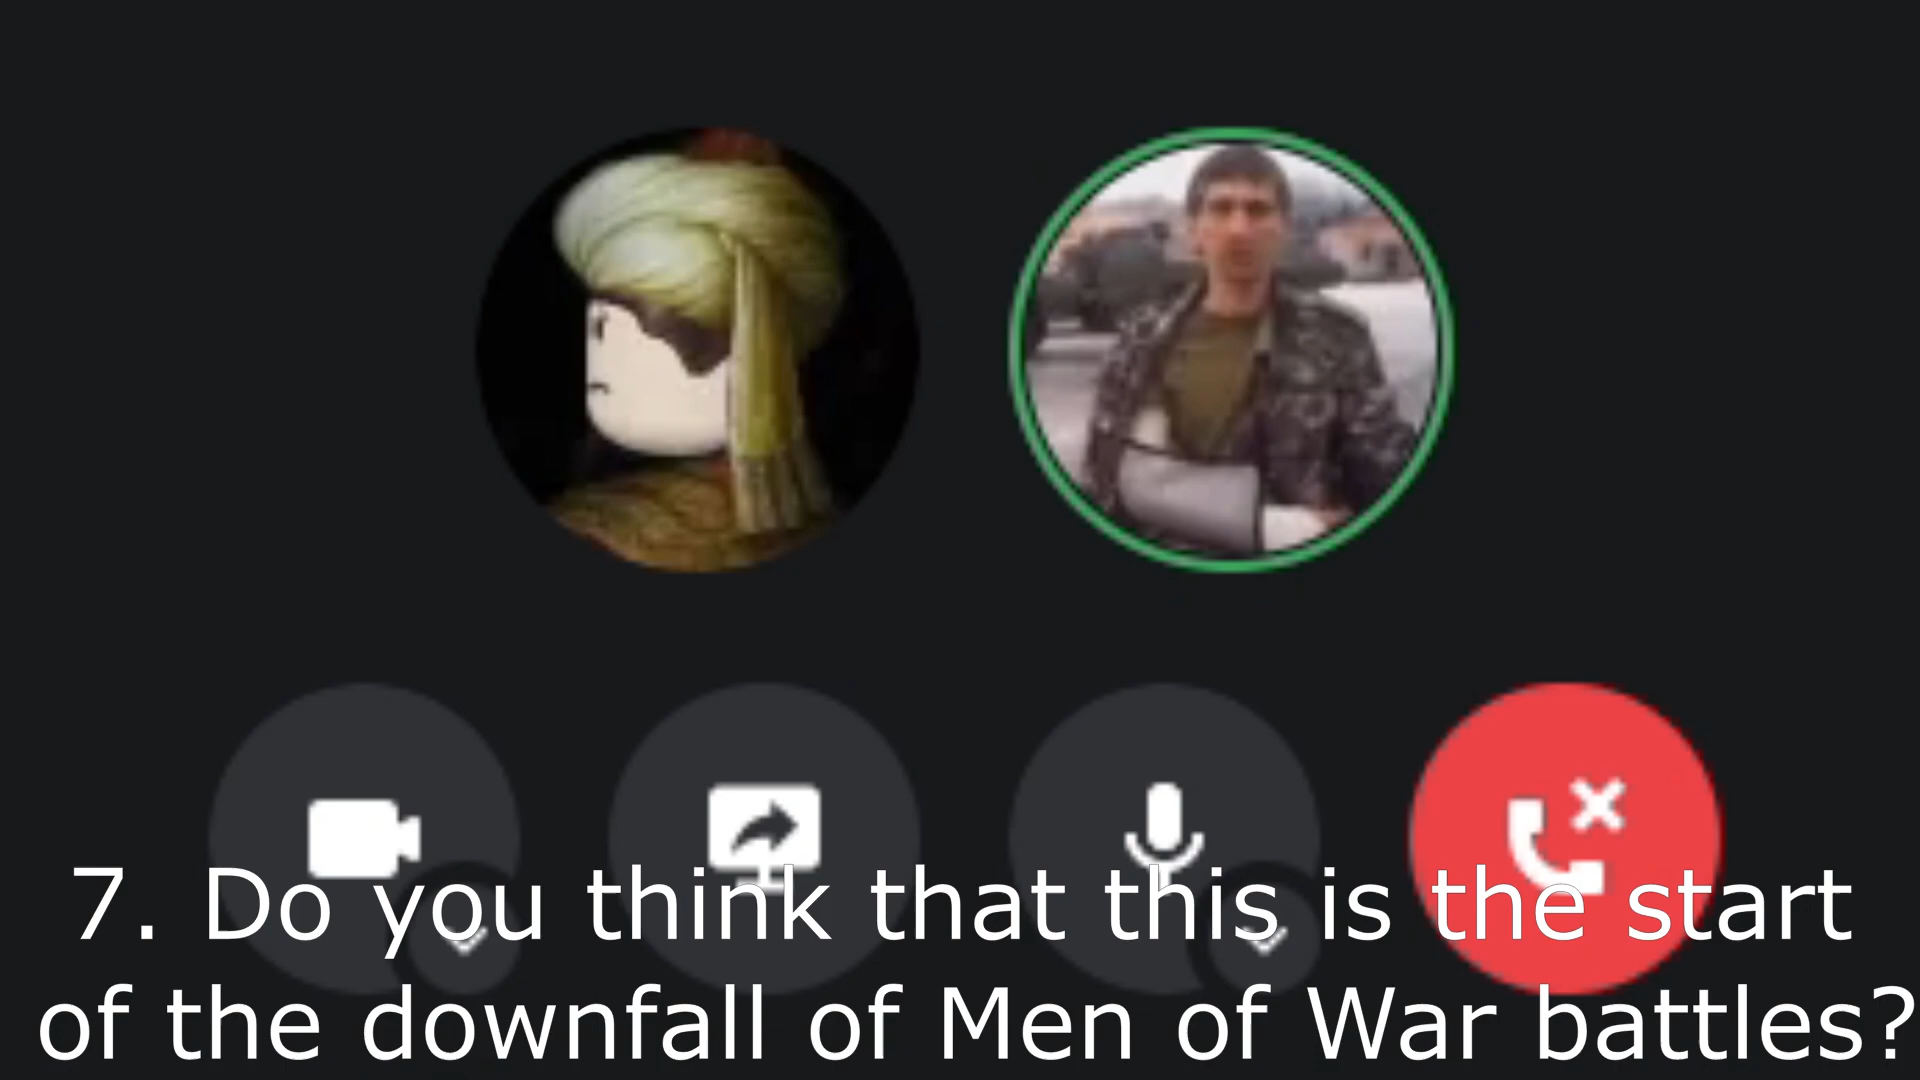 7. Do you think that this is the start
of the downfall of Men of War battles?